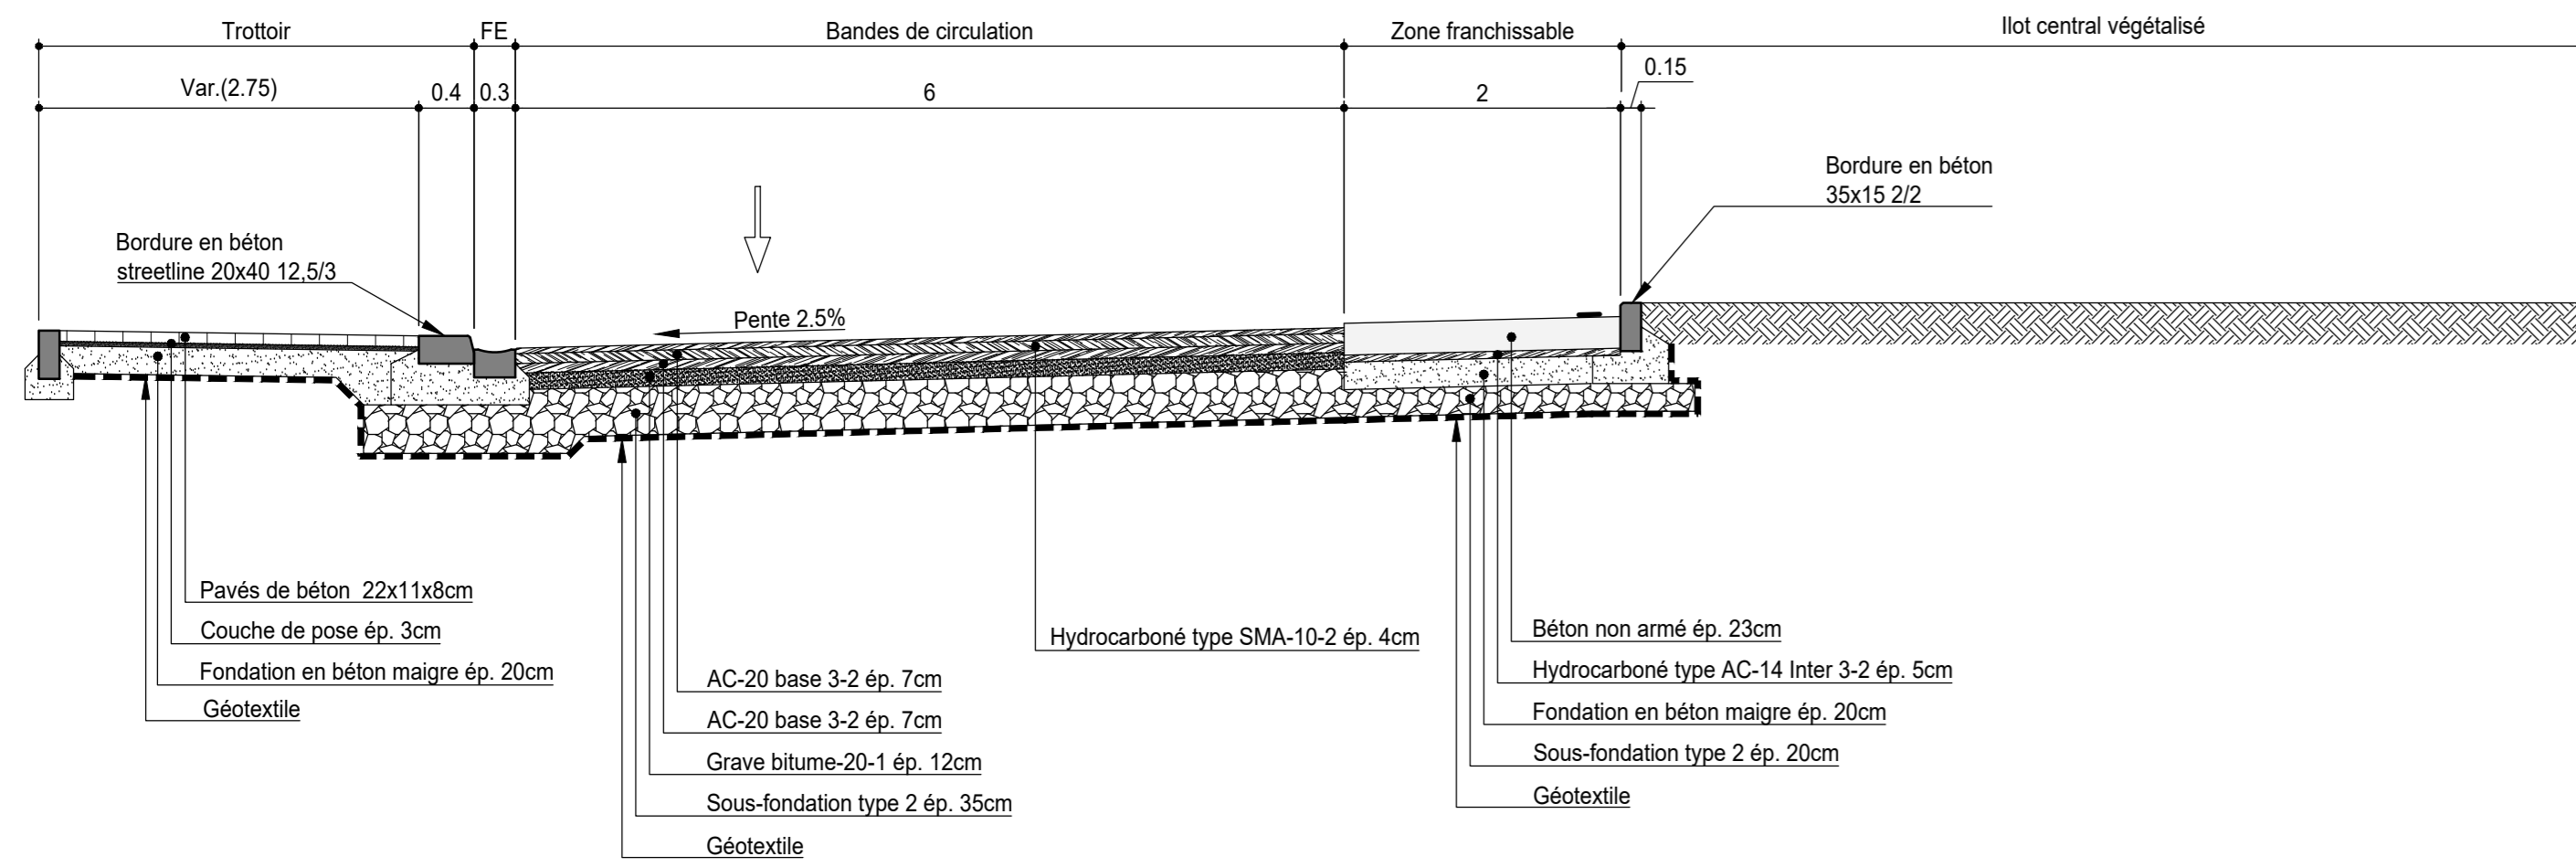 Trottoir
FE
Bandes de circulation
Zone franchissable
Ilot central végétalisé
Var.(2.75)
0.4
0.3
6
2
0.15
Bordure en béton
35x15 2/2
Bordure en béton
streetline 20x40 12,5/3
Pente 2.5%
Pavés de béton 22x11x8cm
Couche de pose ép. 3cm
Fondation en béton maigre ép. 20cm
Géotextile
AC-20 base 3-2 ép. 7cm
AC-20 base 3-2 ép. 7cm
Grave bitume-20-1 ép. 12cm
Sous-fondation type 2 ép. 35cm
Géotextile
Hydrocarboné type SMA-10-2 ép. 4cm
Béton non armé ép. 23cm
Hydrocarboné type AC-14 Inter 3-2 ép. 5cm
Fondation en béton maigre ép. 20cm
Sous-fondation type 2 ép. 20cm
Géotextile